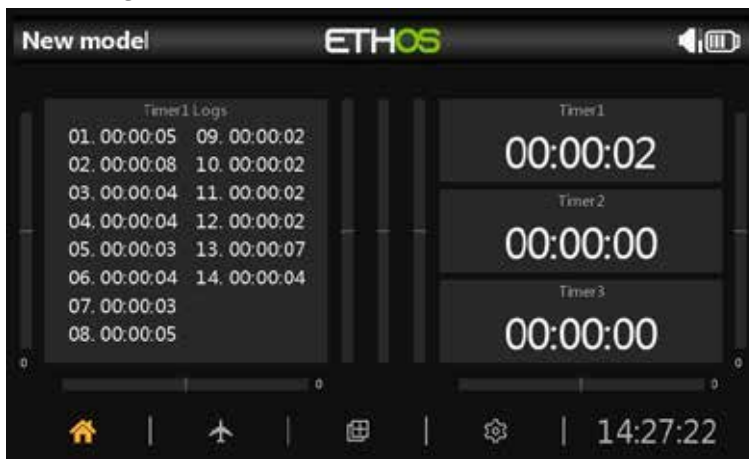 New model
ETHOS
Timer1 Logs
01. 00:00:05 09. 00:00:02
02. 00:00:08 10. 00:00:02
03. 00:00:04 11. 00:00:02
04. 00:00:04 12. 00:00:02
05. 00:00:03 13. 00:00:07
06. 00:00:04 14. 00:00:04
07. 00:00:03
08. 00:00:05
Timer1
00:00:02
Timer2
00:00:00
Timer3
00:00:00
0
0
0
0
14:27:22